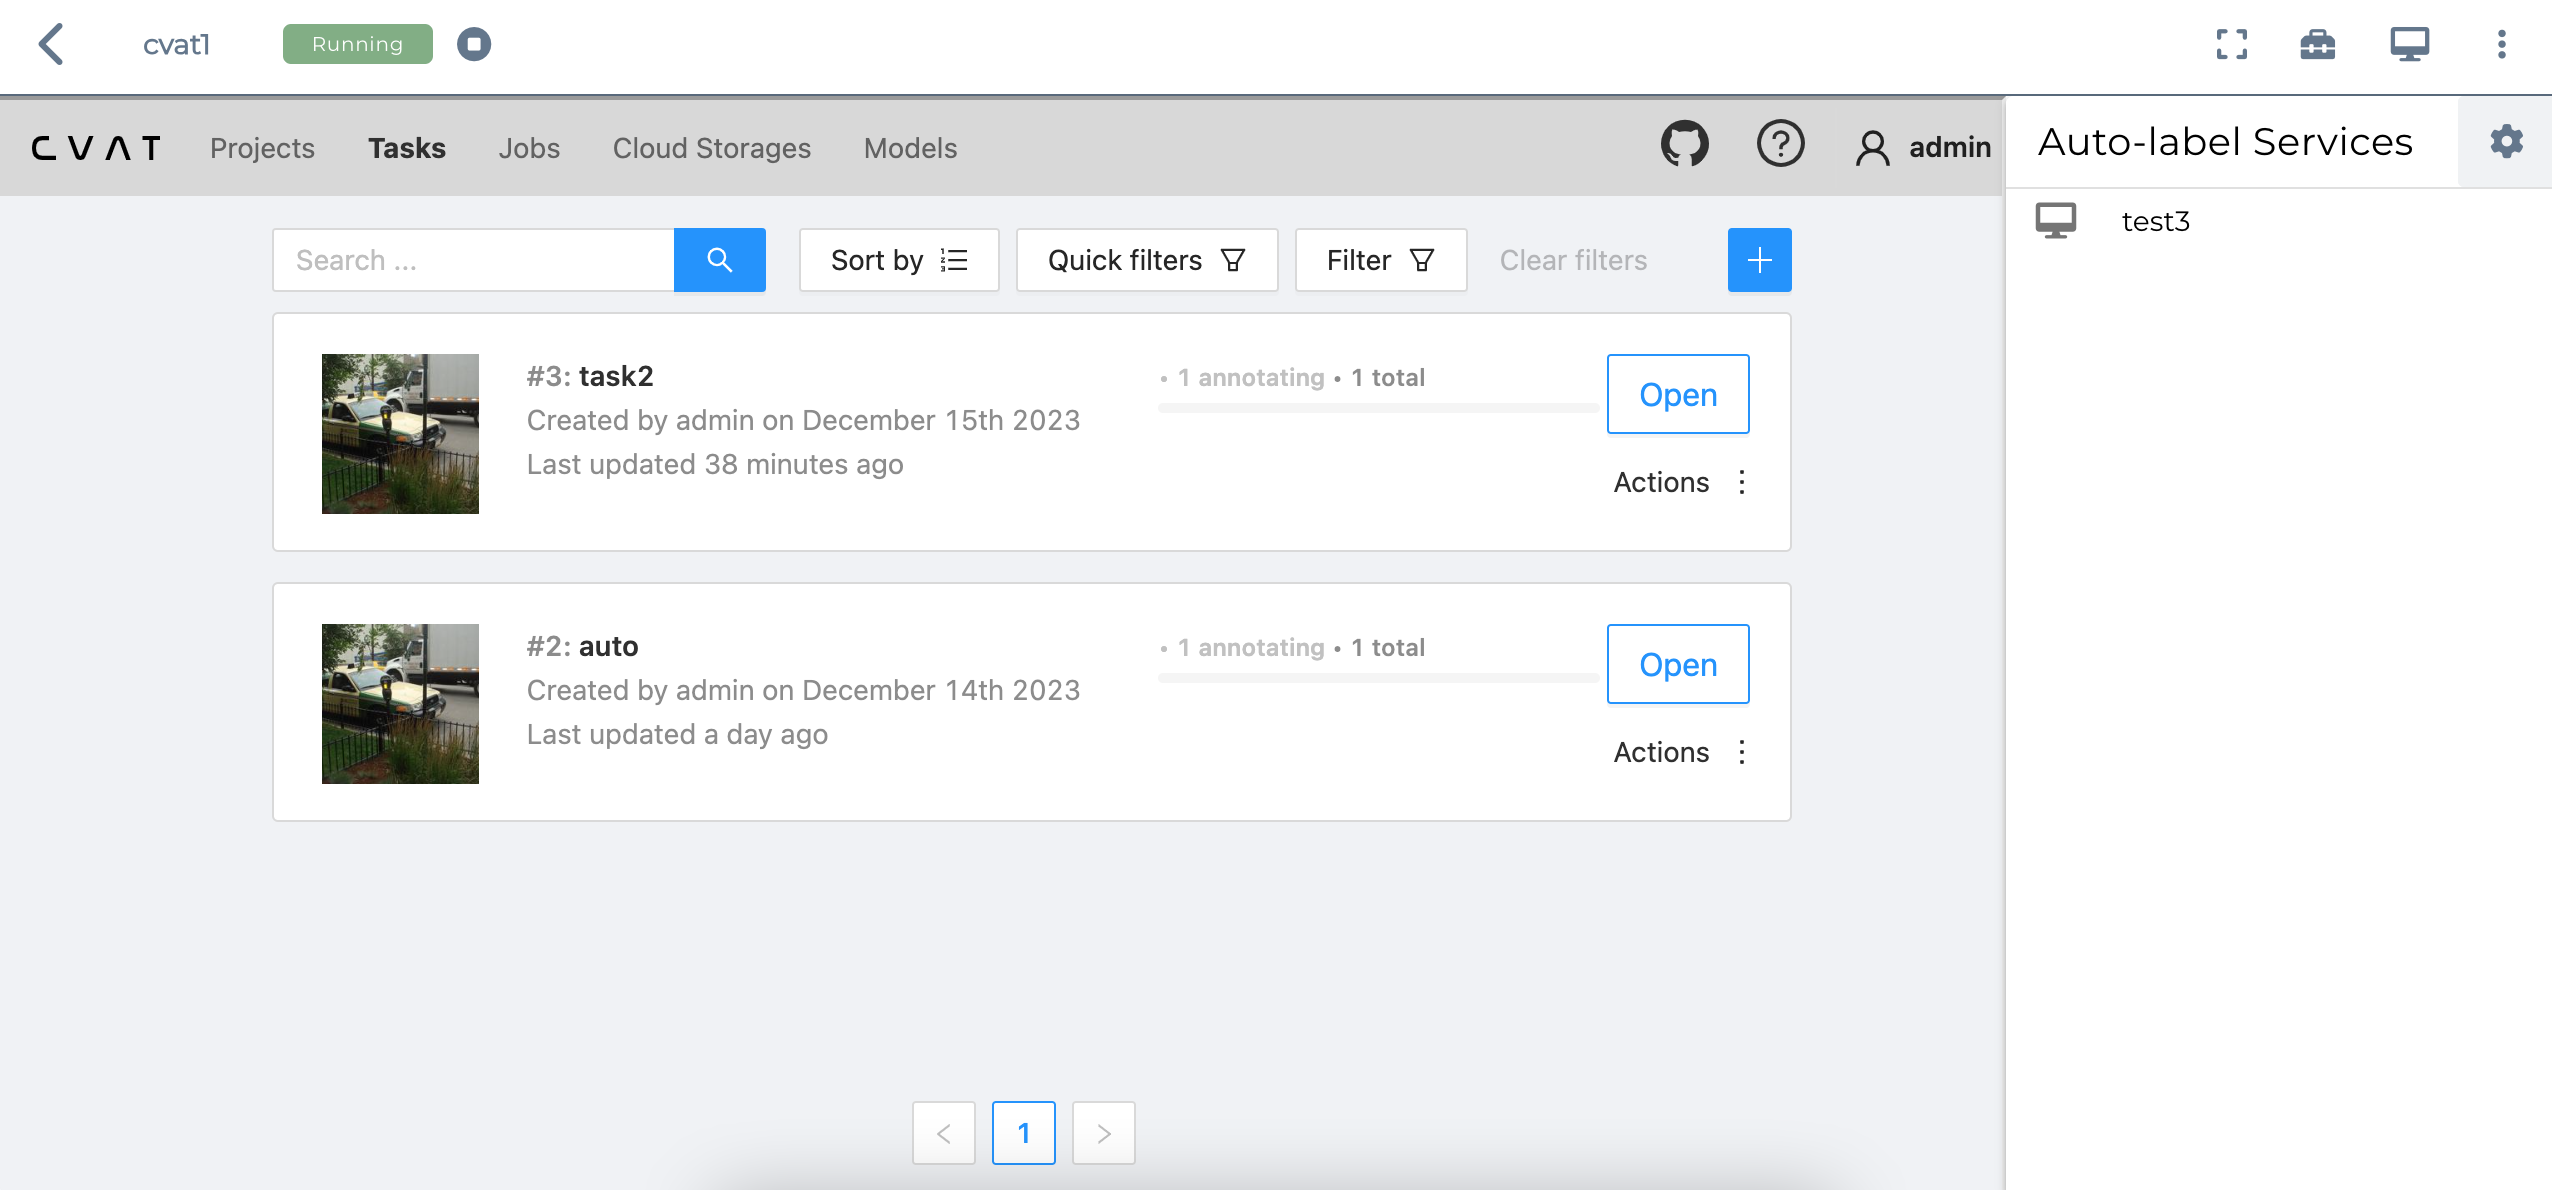 cvat1 Running
CVAT Projects Tasks Jobs Cloud Storages Models admin
Auto-label Services
test3
Search ... Sort by Quick filters Filter Clear filters
#3: task2
Created by admin on December 15th 2023
Last updated 38 minutes ago
• 1 annotating • 1 total
Open
Actions
#2: auto
Created by admin on December 14th 2023
Last updated a day ago
• 1 annotating • 1 total
Open
Actions
< 1 >